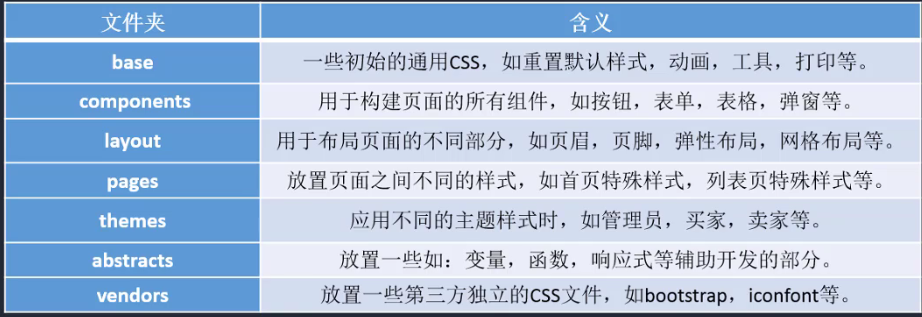 文件夹 含义
base 一些初始的通用CSS，如重置默认样式，动画，工具，打印等。
components 用于构建页面的所有组件，如按钮，表单，表格，弹窗等。
layout 用于布局页面的不同部分，如页眉，页脚，弹性布局，网格布局等。
pages 放置页面之间不同的样式，如首页特殊样式，列表页特殊样式等。
themes 应用不同的主题样式时，如管理员，买家，卖家等。
abstracts 放置一些如：变量，函数，响应式等辅助开发的部分。
vendors 放置一些第三方独立的CSS文件，如bootstrap，iconfont等。